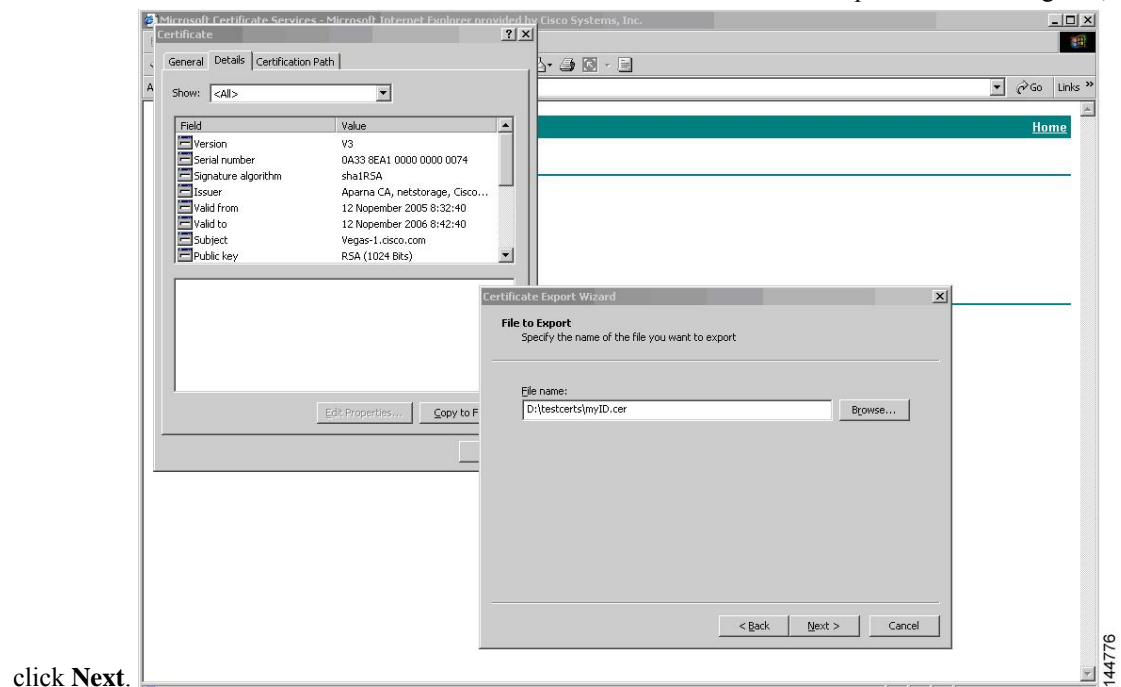 Microsoft Certificate Services - Microsoft Internet Explorer provided by Cisco Systems, Inc.
Certificate
General Details Certification Path
Go Links »
Show: <All>
Home
Field Value
Version V3
Serial number 0A33 8EA1 0000 0000 0074
Signature algorithm sha1RSA
Issuer Aparna CA, netstorage, Cisco...
Valid from 12 Nopember 2005 8:32:40
Valid to 12 Nopember 2006 8:42:40
Subject Vegas-1.cisco.com
Public key RSA (1024 Bits)
Edit Properties... Copy to F
Certificate Export Wizard
File to Export
Specify the name of the file you want to export
File name:
D:\testcerts\myID.cer Browse...
< Back Next > Cancel
144776
click Next.